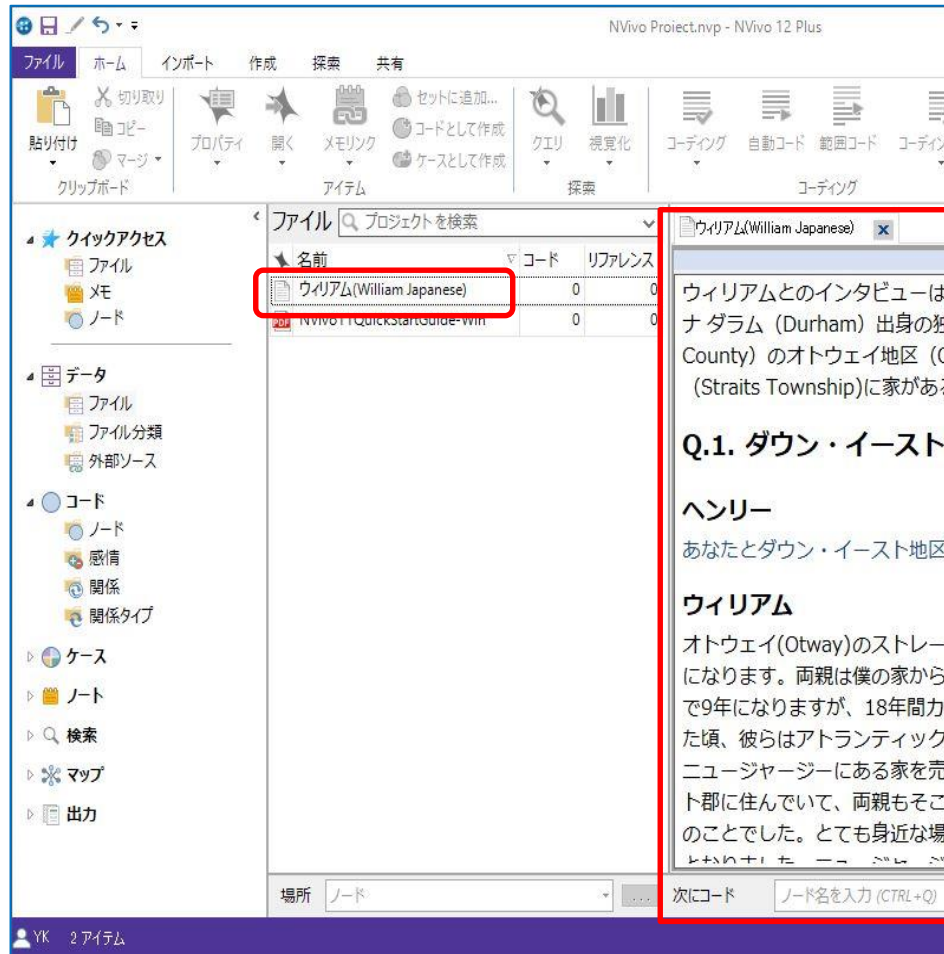 NVivo Project.nvp - NVivo 12 Plus
ファイル ホーム インポート 作成 探索 共有
貼り付け 切り取り コピー マージ
プロパティ 開く メモリンク
セットに追加... コードとして作成 ケースとして作成
クエリ 視覚化
コーディング 自動コード 範囲コード
クリップボード アイテム 探索 コーディング
クイックアクセス
ファイル
メモ
ノード
データ
ファイル
ファイル分類
外部ソース
コード
ノード
感情
関係
関係タイプ
ケース
ノート
検索
マップ
出力
ファイル プロジェクトを検索
名前 コード リファレンス
ウィリアム(William Japanese) 0 0
NVivo11QuickStartGuide-Win 0 0
場所 ノード ...
ウィリアム(William Japanese) x
ウィリアムとのインタビューは
ナ ダラム（Durham）出身の独
County）のオトウェイ地区（
（Straits Township)に家があ
Q.1. ダウン・イースト
ヘンリー
あなたとダウン・イースト地区
ウィリアム
オトウェイ(Otway)のストレー
になります。両親は僕の家から
で9年になりますが、18年間カ
た頃、彼らはアトランティック
ニュージャージーにある家を売
ト郡に住んでいて、両親もそこ
のことでした。とても身近な場
次にコード ノード名を入力 (CTRL+Q)
YK 2 アイテム